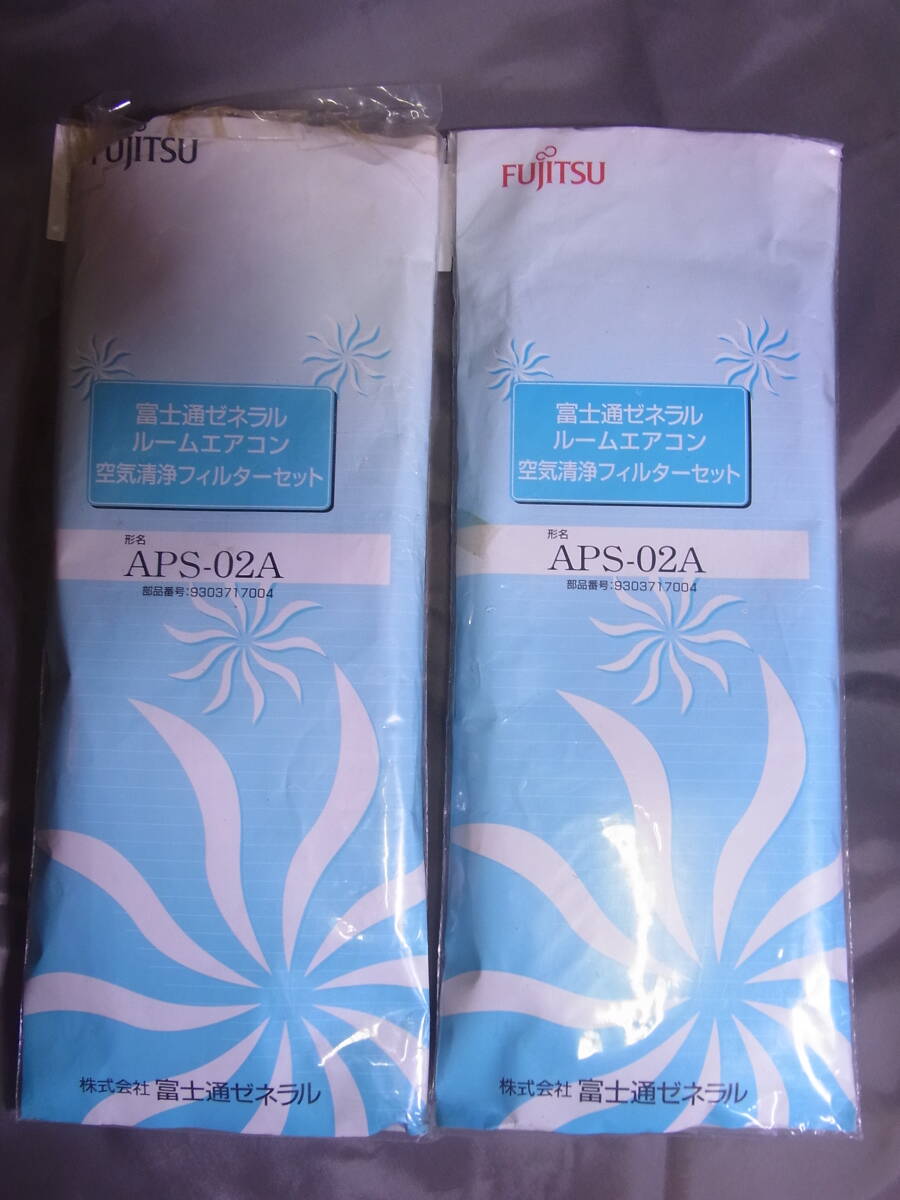 FUJITSU
富士通ゼネラル
ルームエアコン
空気清浄フィルターセット
形名
APS-02A
部品番号:9303717004
株式会社 富士通ゼネラル
FUJITSU
富士通ゼネラル
ルームエアコン
空気清浄フィルターセット
形名
APS-02A
部品番号:9303717004
株式会社 富士通ゼネラル